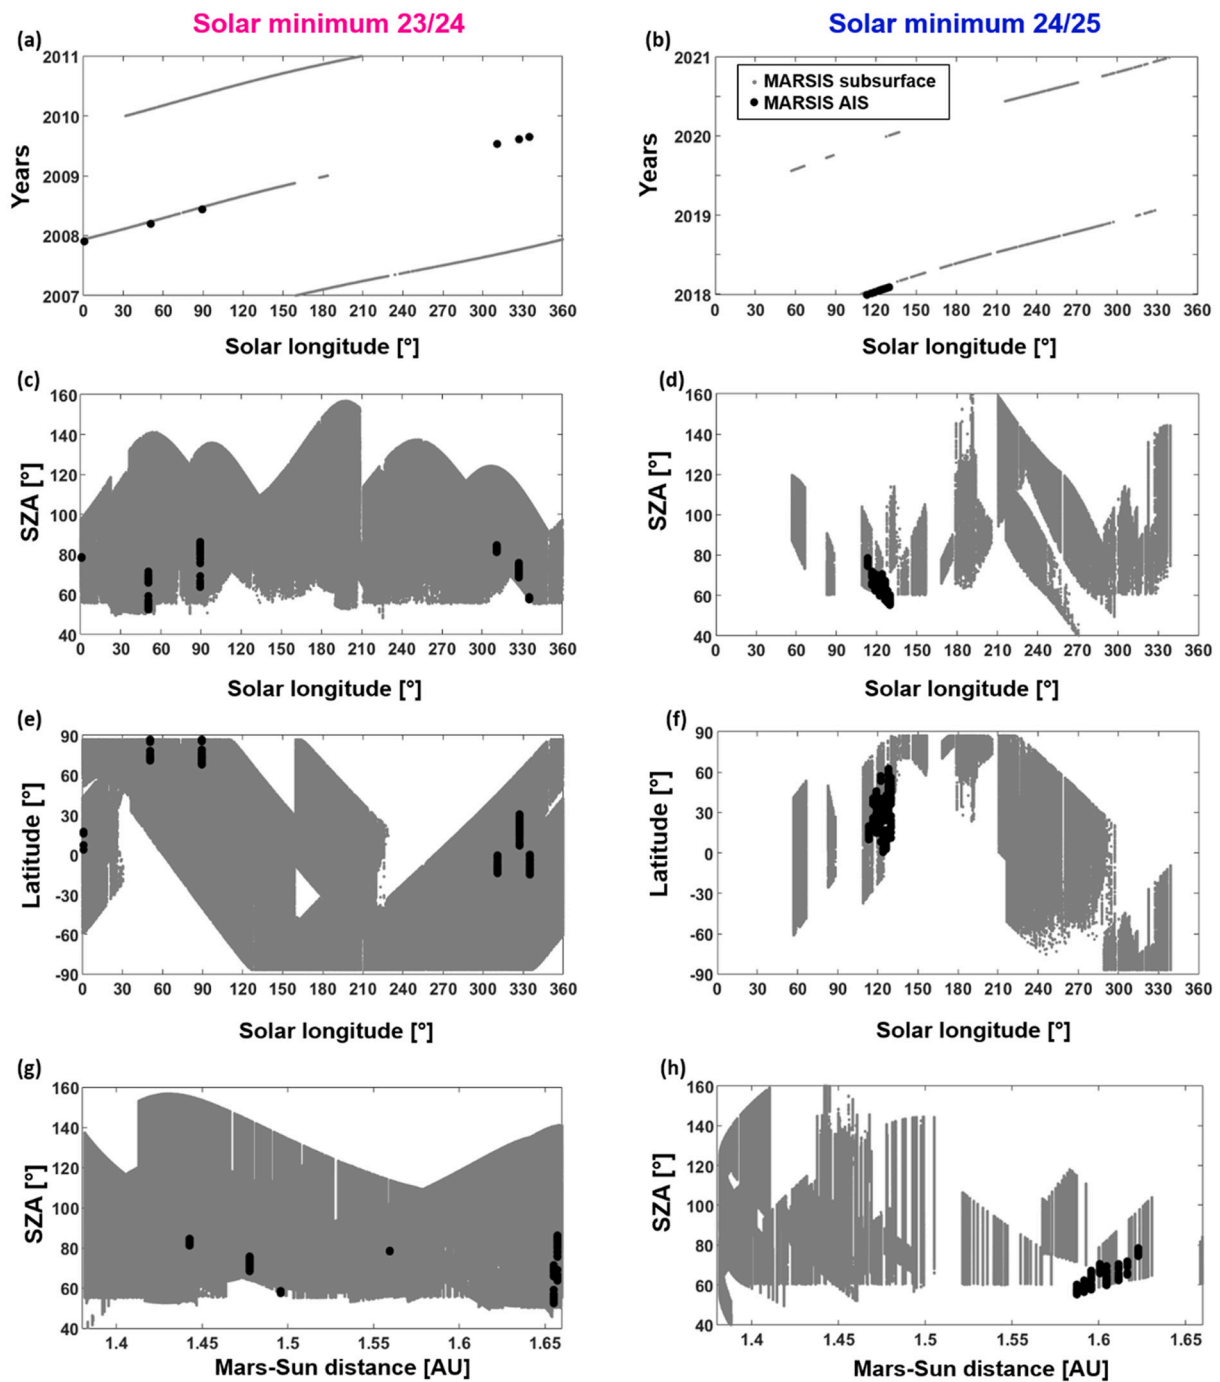 Solar minimum 23/24
Solar minimum 24/25
(a)
2011
2010
2009
2008
2007
Years
0 30 60 90 120 150 180 210 240 270 300 330 360
Solar longitude [°]
(b)
MARSIS subsurface
MARSIS AIS
2021
2020
2019
2018
Years
0 30 60 90 120 150 180 210 240 270 300 330 360
Solar longitude [°]
(c)
160
140
120
100
80
60
40
SZA [°]
0 30 60 90 120 150 180 210 240 270 300 330 360
Solar longitude [°]
(d)
160
140
120
100
80
60
40
SZA [°]
0 30 60 90 120 150 180 210 240 270 300 330 360
Solar longitude [°]
(e)
90
60
30
0
-30
-60
-90
Latitude [°]
0 30 60 90 120 150 180 210 240 270 300 330 360
Solar longitude [°]
(f)
90
60
30
0
-30
-60
-90
Latitude [°]
0 30 60 90 120 150 180 210 240 270 300 330 360
Solar longitude [°]
(g)
160
140
120
100
80
60
40
SZA [°]
1.4 1.45 1.5 1.55 1.6 1.65
Mars-Sun distance [AU]
(h)
160
140
120
100
80
60
40
SZA [°]
1.4 1.45 1.5 1.55 1.6 1.65
Mars-Sun distance [AU]